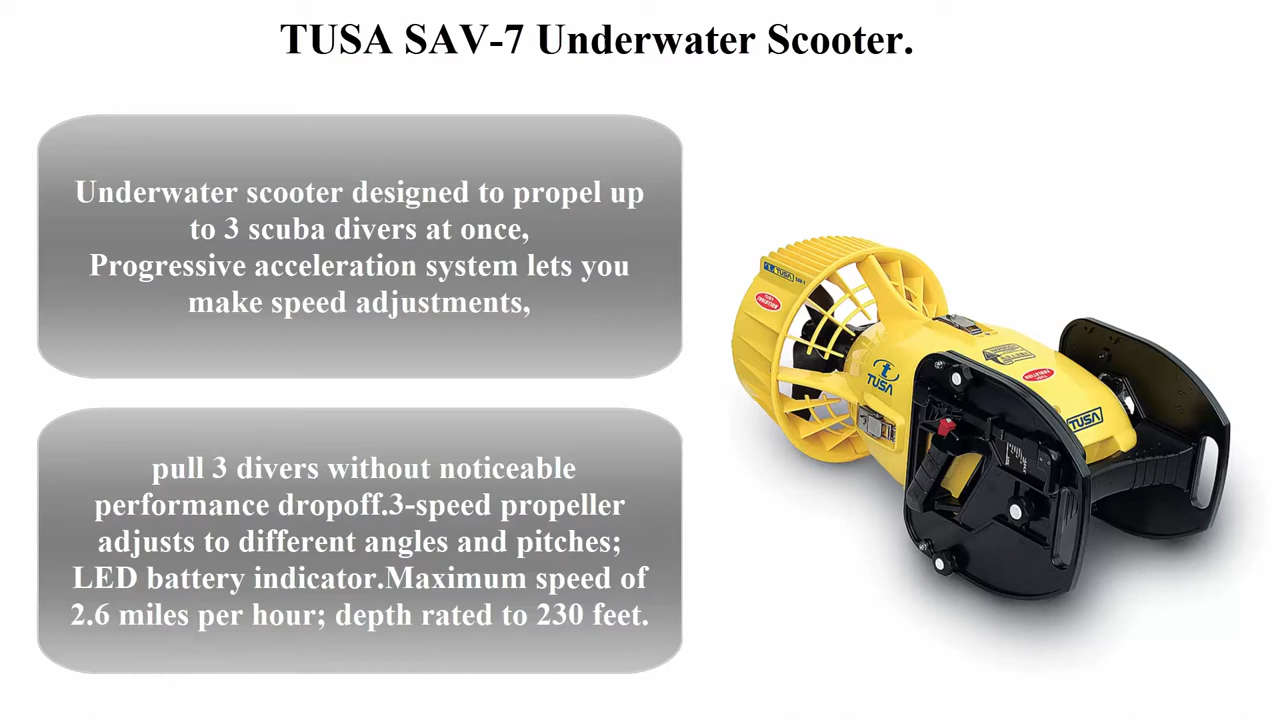 TUSA SAV-7 Underwater Scooter.
Underwater scooter designed to propel up
to 3 scuba divers at once,
Progressive acceleration system lets you
make speed adjustments,
pull 3 divers without noticeable
performance dropoff.3-speed propeller
adjusts to different angles and pitches;
LED battery indicator.Maximum speed of
2.6 miles per hour; depth rated to 230 feet.
TUSA
TUSA
TUSA